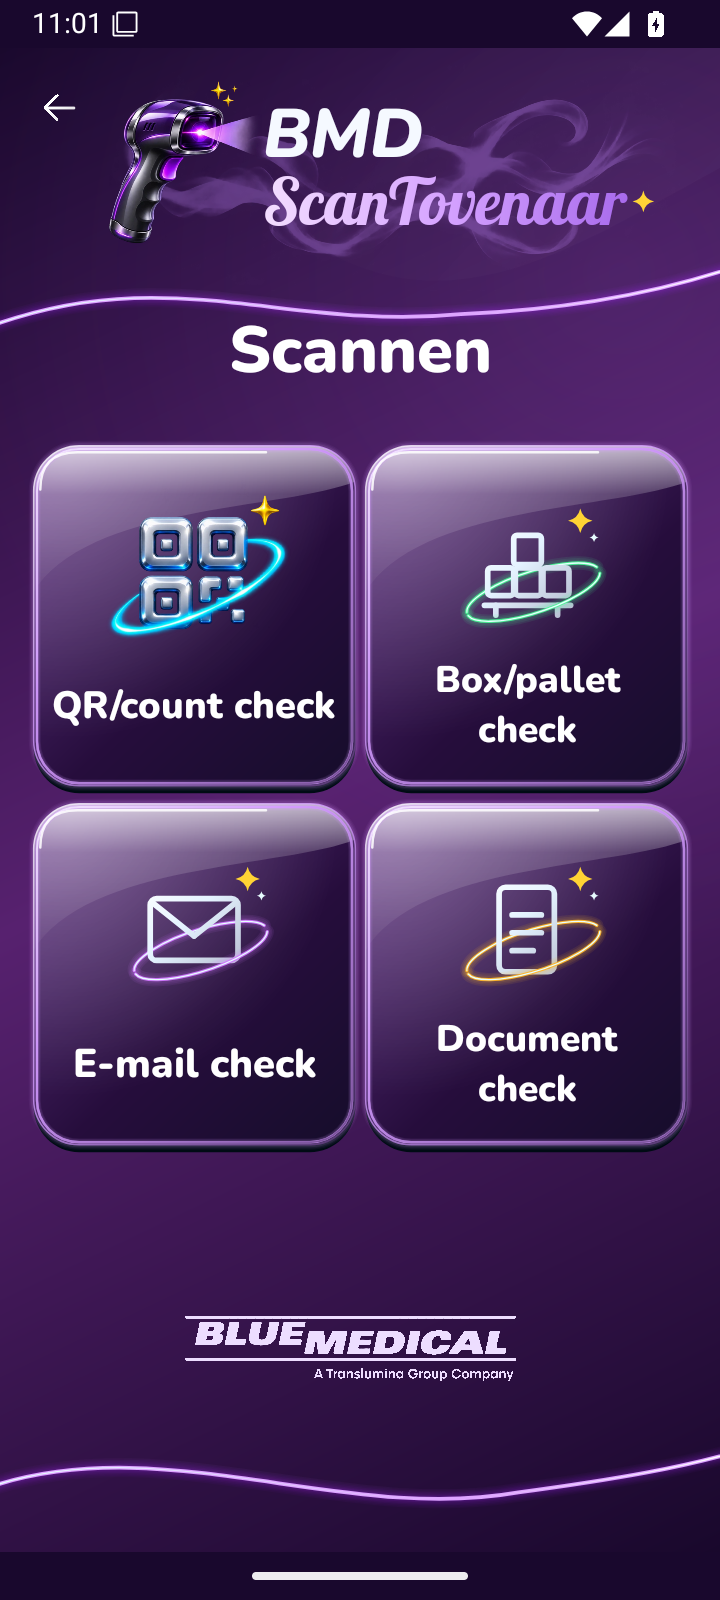 11:01
BMD
ScanTovenaar
Scannen
QR/count check
Box/pallet
check
E-mail check
Document
check
BLUEMEDICAL
A Translumina Group Company